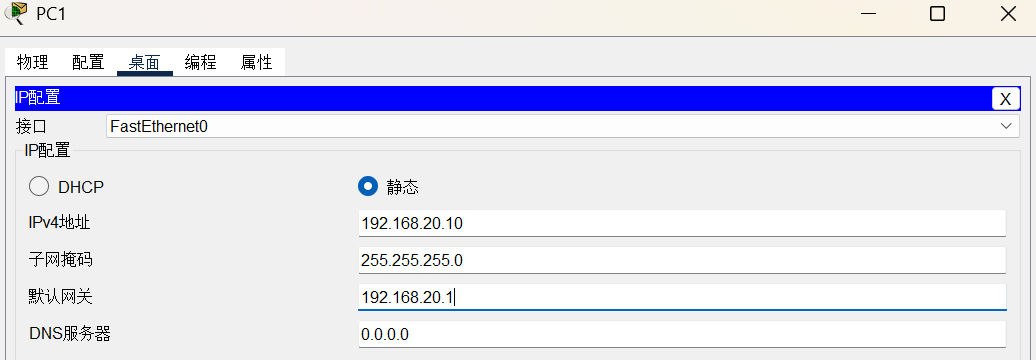 PC1
物理 配置 桌面 编程 属性
IP配置 X
接口 FastEthernet0
IP配置
DHCP 静态
IPv4地址 192.168.20.10
子网掩码 255.255.255.0
默认网关 192.168.20.1
DNS服务器 0.0.0.0